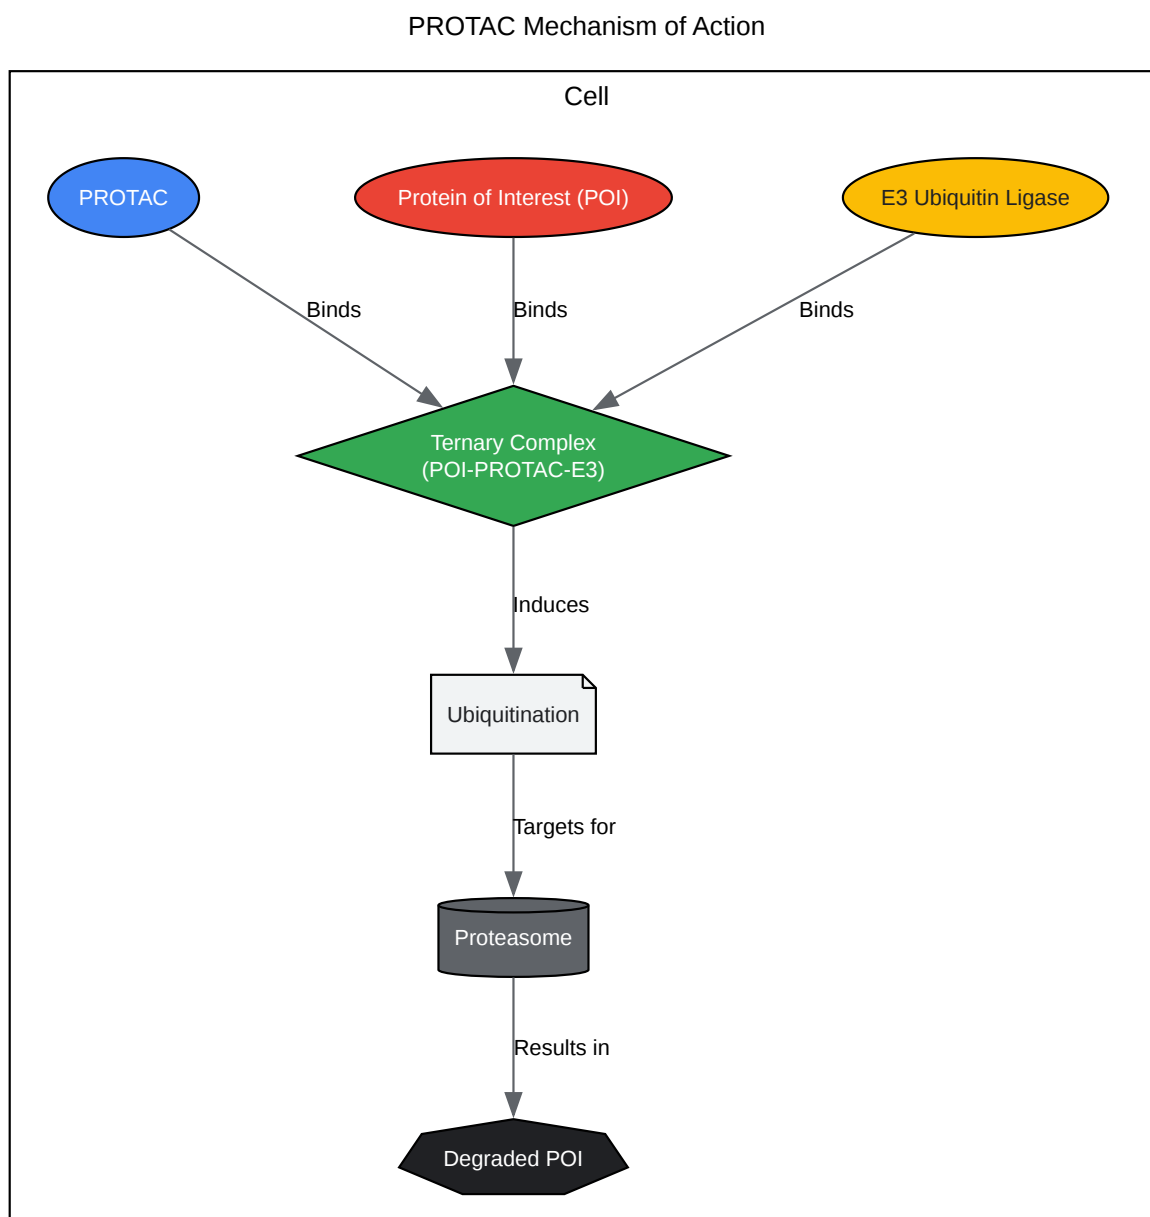 PROTAC Mechanism of Action
Cell
PROTAC
Protein of Interest (POI)
E3 Ubiquitin Ligase
Binds
Binds
Binds
Ternary Complex
(POI-PROTAC-E3)
Induces
Ubiquitination
Targets for
Proteasome
Results in
Degraded POI